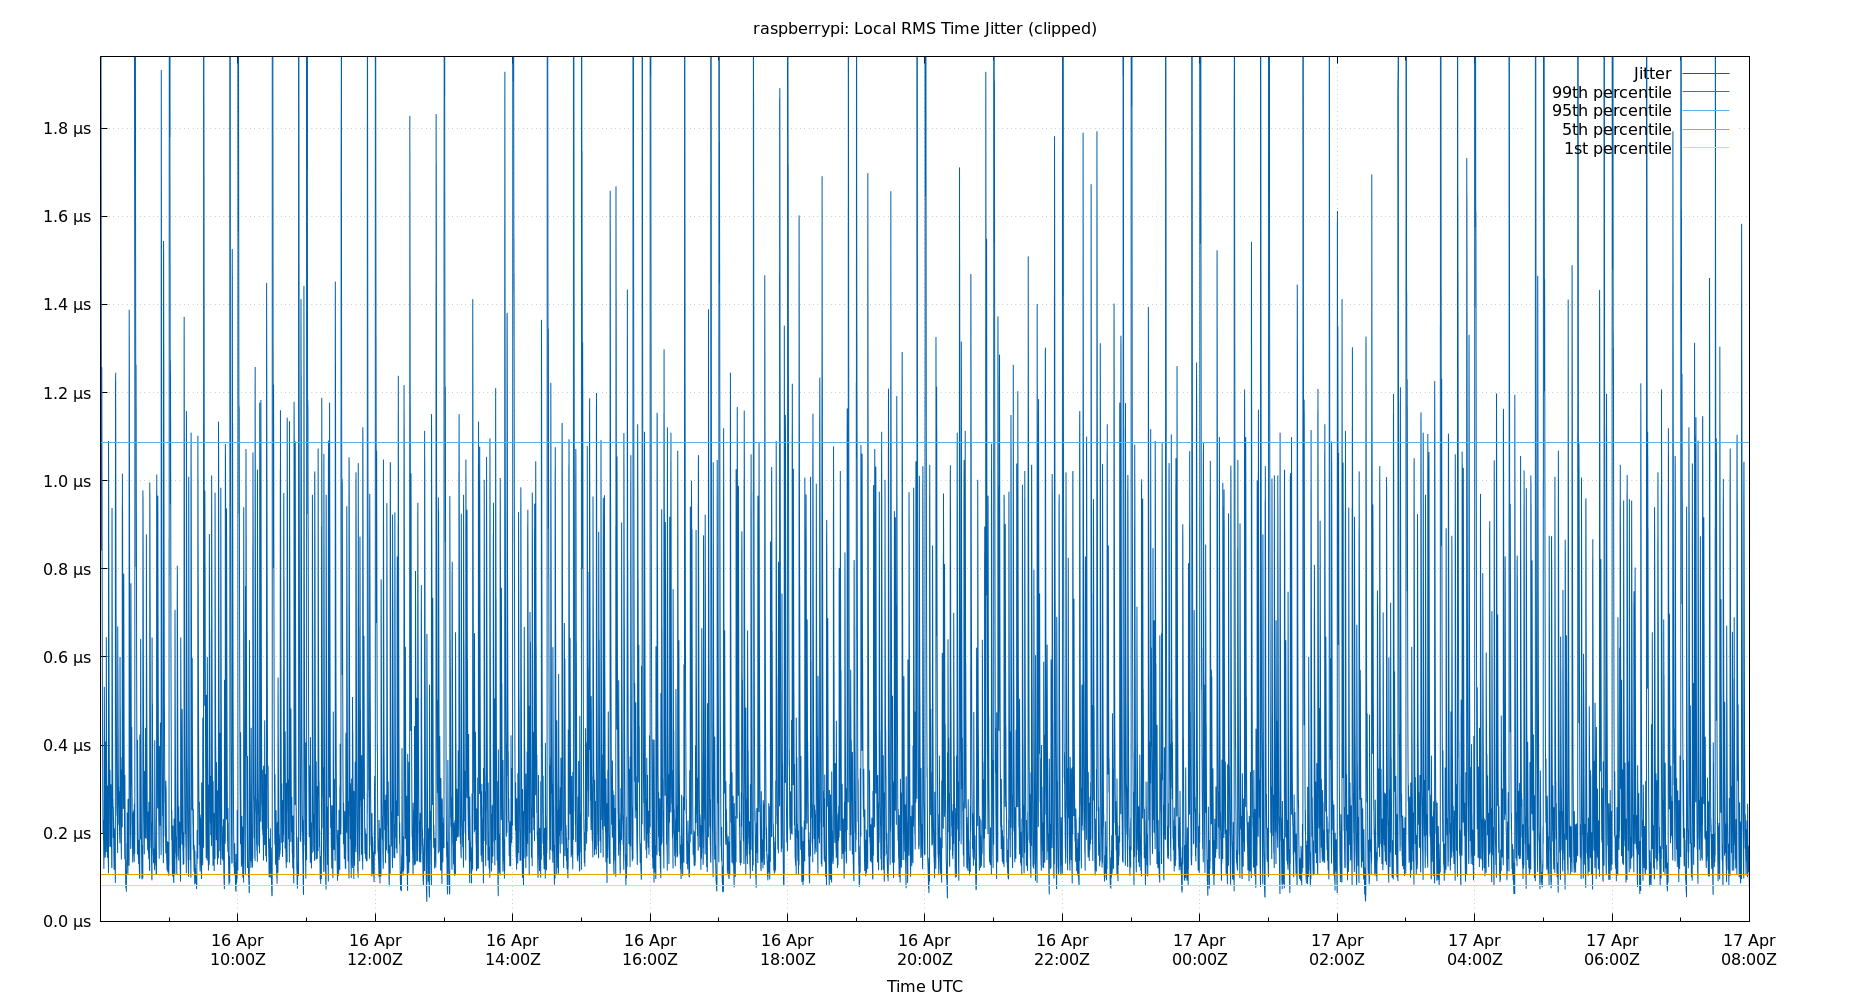 raspberrypi: Local RMS Time Jitter (clipped)
Jitter
99th percentile
95th percentile
5th percentile
1st percentile
1.8 µs
1.6 µs
1.4 µs
1.2 µs
1.0 µs
0.8 µs
0.6 µs
0.4 µs
0.2 µs
0.0 µs
16 Apr 16 Apr 16 Apr 16 Apr 16 Apr 16 Apr 16 Apr 17 Apr 17 Apr 17 Apr 17 Apr 17 Apr
10:00Z 12:00Z 14:00Z 16:00Z 18:00Z 20:00Z 22:00Z 00:00Z 02:00Z 04:00Z 06:00Z 08:00Z
Time UTC